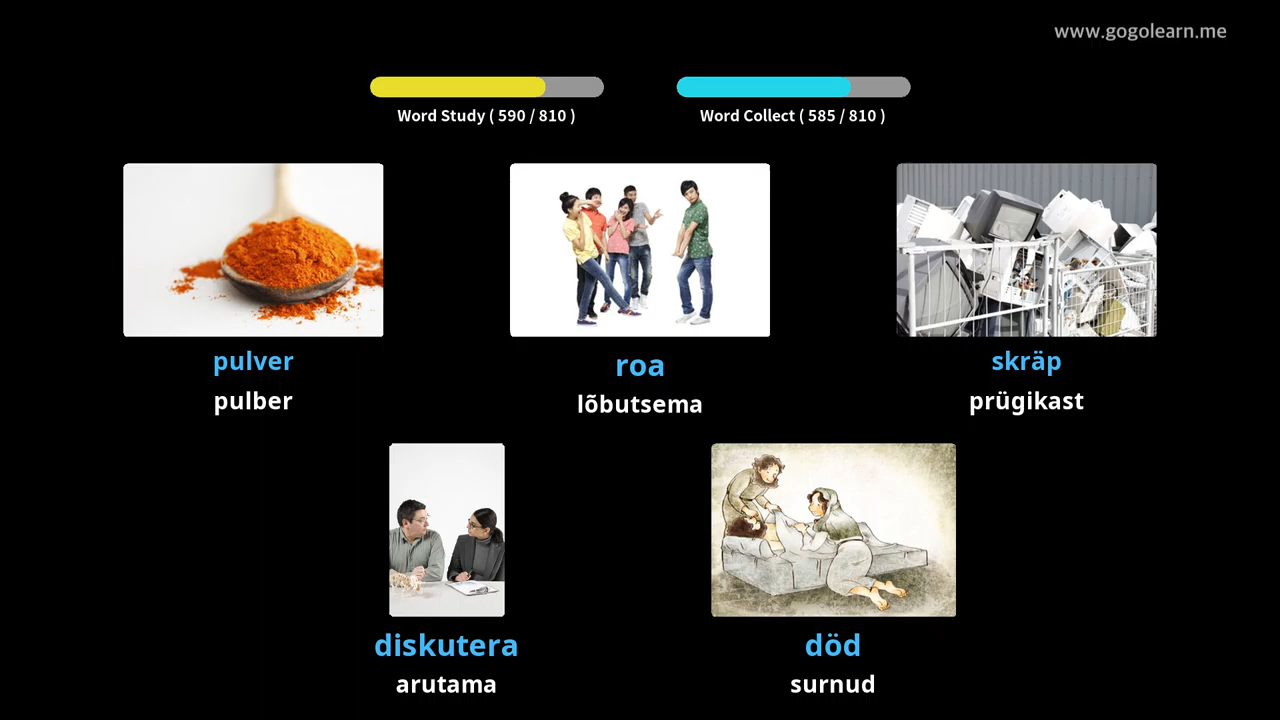 www.gogolearn.me
Word Study ( 590 / 810 )
Word Collect ( 585 / 810 )
pulver
pulber
roa
lõbutsema
skräp
prügikast
diskutera
arutama
död
surnud